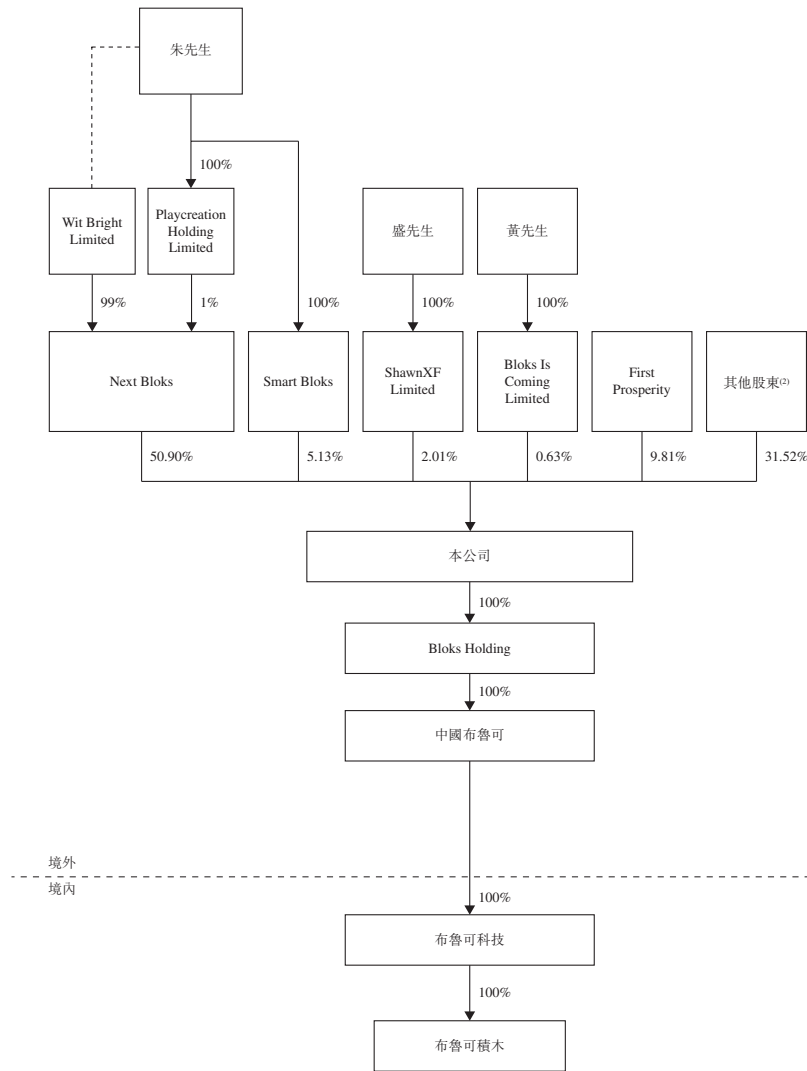 朱先生
100%
Wit Bright
Limited
Playcreation
Holding
Limited
盛先生
黃先生
99%
1%
100%
100%
100%
Next Bloks
Smart Bloks
ShawnXF
Limited
Bloks Is
Coming
Limited
First
Prosperity
其他股東(2)
50.90%
5.13%
2.01%
0.63%
9.81%
31.52%
本公司
100%
Bloks Holding
100%
中國布魯可
境外
境內
100%
布魯可科技
100%
布魯可積木